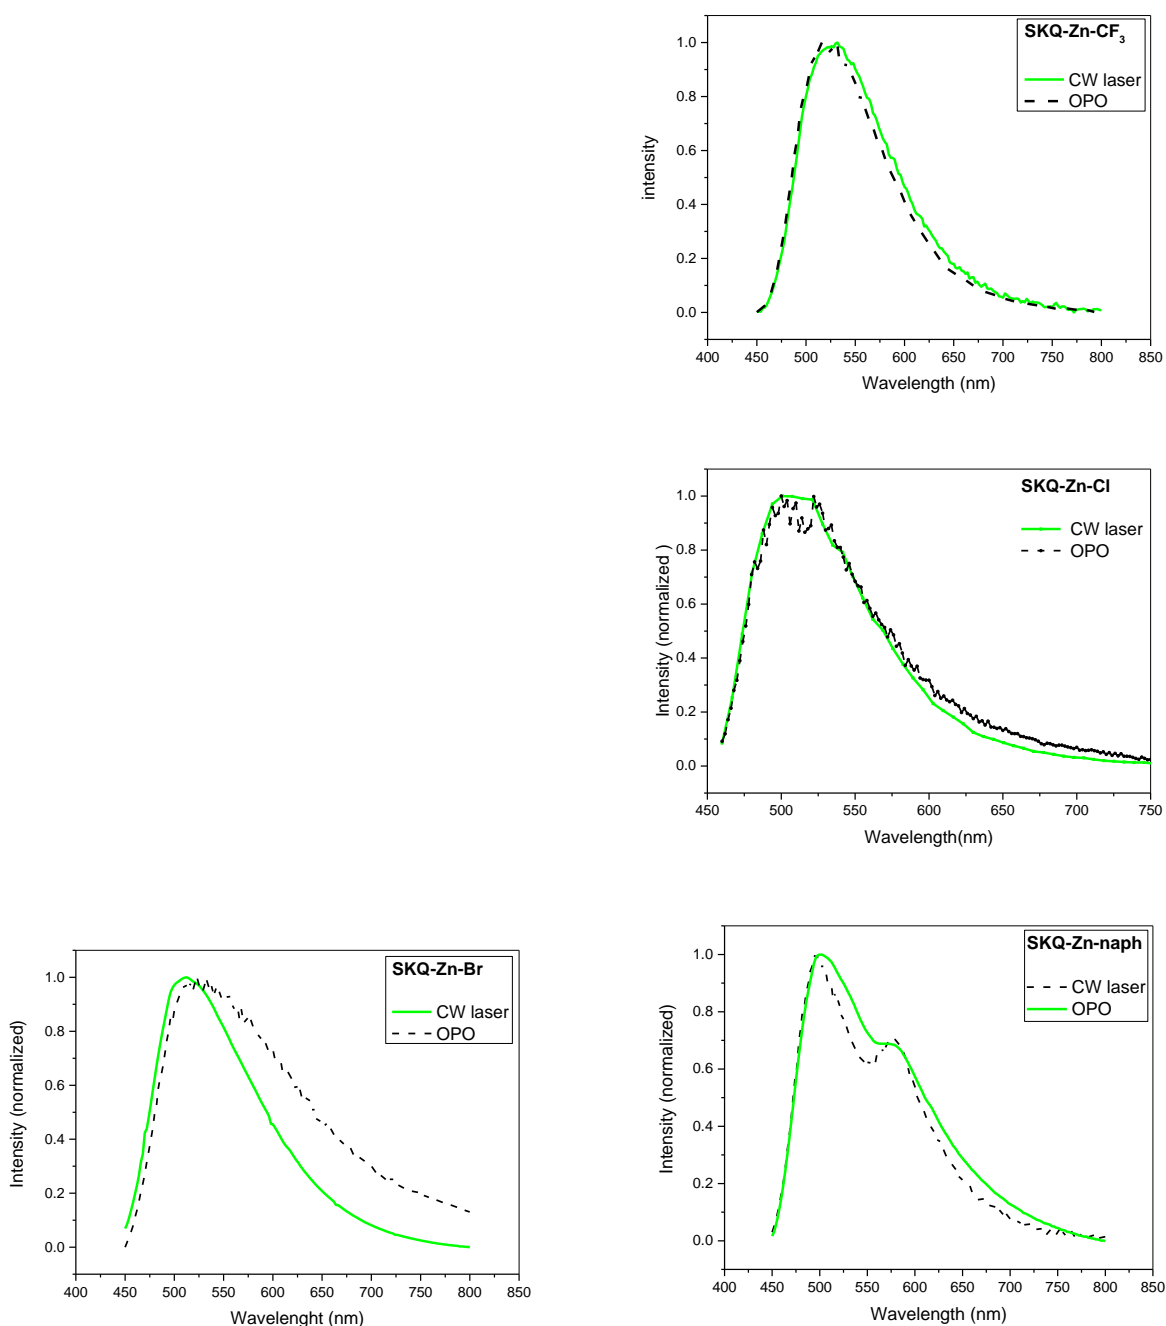 SKQ-Zn-CF3
CW laser
OPO
1.0
0.8
0.6
0.4
0.2
0.0
intensity
400 450 500 550 600 650 700 750 800 850
Wavelength (nm)
SKQ-Zn-Cl
CW laser
OPO
1.0
0.8
0.6
0.4
0.2
0.0
Intensity (normalized )
450 500 550 600 650 700 750
Wavelength(nm)
SKQ-Zn-Br
CW laser
OPO
1.0
0.8
0.6
0.4
0.2
0.0
Intensity (normalized)
400 450 500 550 600 650 700 750 800 850
Wavelenght (nm)
SKQ-Zn-naph
CW laser
OPO
1.0
0.8
0.6
0.4
0.2
0.0
Intensity (normalized)
400 450 500 550 600 650 700 750 800 850
Wavelength (nm)